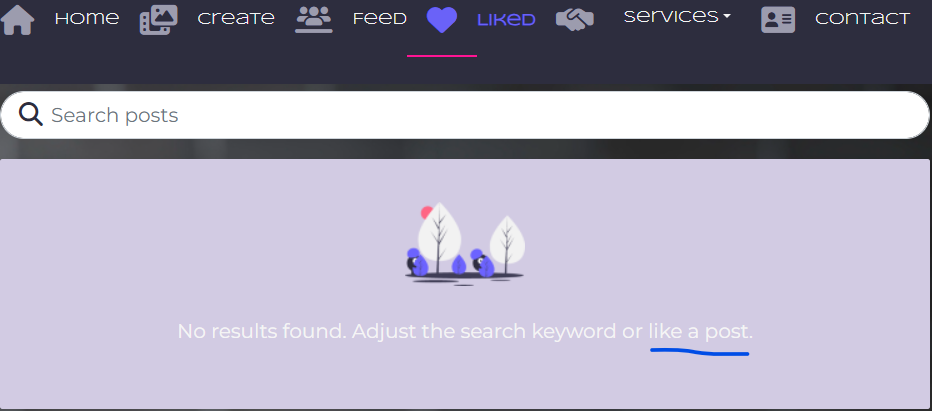 Home Create Feed Liked Services Contact
Search posts
No results found. Adjust the search keyword or like a post.